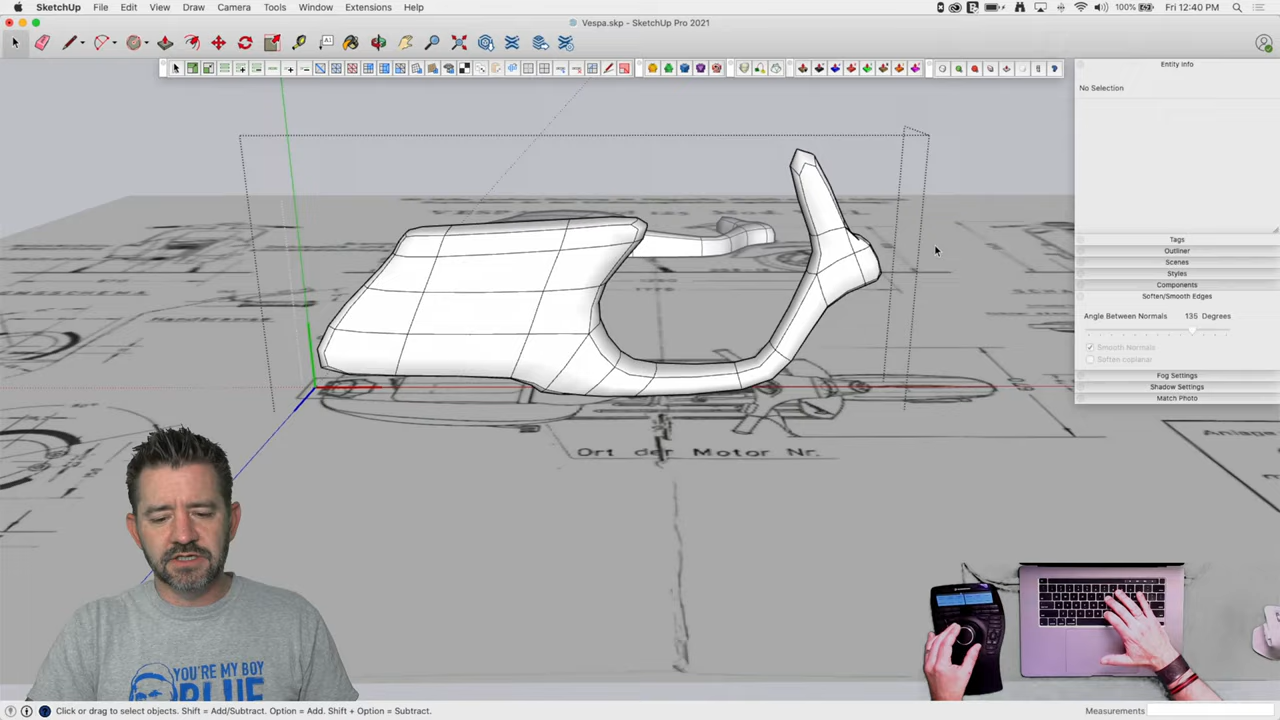 SketchUp File Edit View Draw Camera Tools Window Extensions Help
100% Fri 12:40 PM
Vespa.skp - SketchUp Pro 2021
Entity Info
No Selection
Tags
Outliner
Scenes
Styles
Components
Soften/Smooth Edges
Angle Between Normals 135 Degrees
Smooth Normals
Soften coplanar
Fog Settings
Shadow Settings
Match Photo
Ort der Motor Nr.
YOU'RE MY BOY
BLUE
Click or drag to select objects. Shift = Add/Subtract. Option = Add. Shift + Option = Subtract.
Measurements